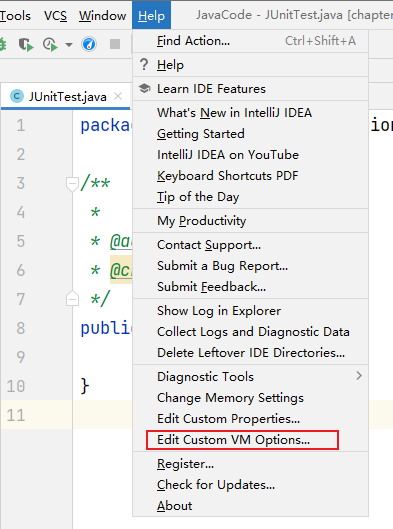 Tools VCS Window Help JavaCode - JUnitTest.java [chapter
Find Action... Ctrl+Shift+A
Help
Learn IDE Features
What's New in IntelliJ IDEA
Getting Started
IntelliJ IDEA on YouTube
Keyboard Shortcuts PDF
Tip of the Day
My Productivity
Contact Support...
Submit a Bug Report...
Submit Feedback...
Show Log in Explorer
Collect Logs and Diagnostic Data
Delete Leftover IDE Directories...
Diagnostic Tools
Change Memory Settings
Edit Custom Properties...
Edit Custom VM Options...
Register...
Check for Updates...
About
JUnitTest.java
1 packa ion
2
3 /**
4 *
5 * @a
6 * @c
7 */
8 publi
9
10 }
11